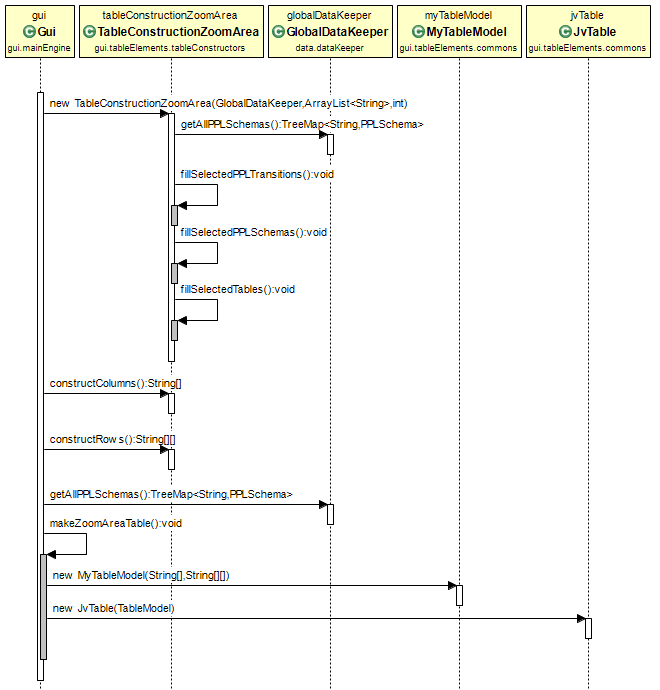 gui
Gui
gui.mainEngine
tableConstructionZoomArea
TableConstructionZoomArea
gui.tableElements.tableConstructors
globalDataKeeper
GlobalDataKeeper
data.dataKeeper
myTableModel
MyTableModel
gui.tableElements.commons
jvTable
JvTable
gui.tableElements.commons
new TableConstructionZoomArea(GlobalDataKeeper,ArrayList<String>,int)
getAllPPLSchemas():TreeMap<String,PPLSchema>
fillSelectedPPLTransitions():void
fillSelectedPPLSchemas():void
fillSelectedTables():void
constructColumns():String[]
constructRows():String[][]
getAllPPLSchemas():TreeMap<String,PPLSchema>
makeZoomAreaTable():void
new MyTableModel(String[],String[][])
new JvTable(TableModel)